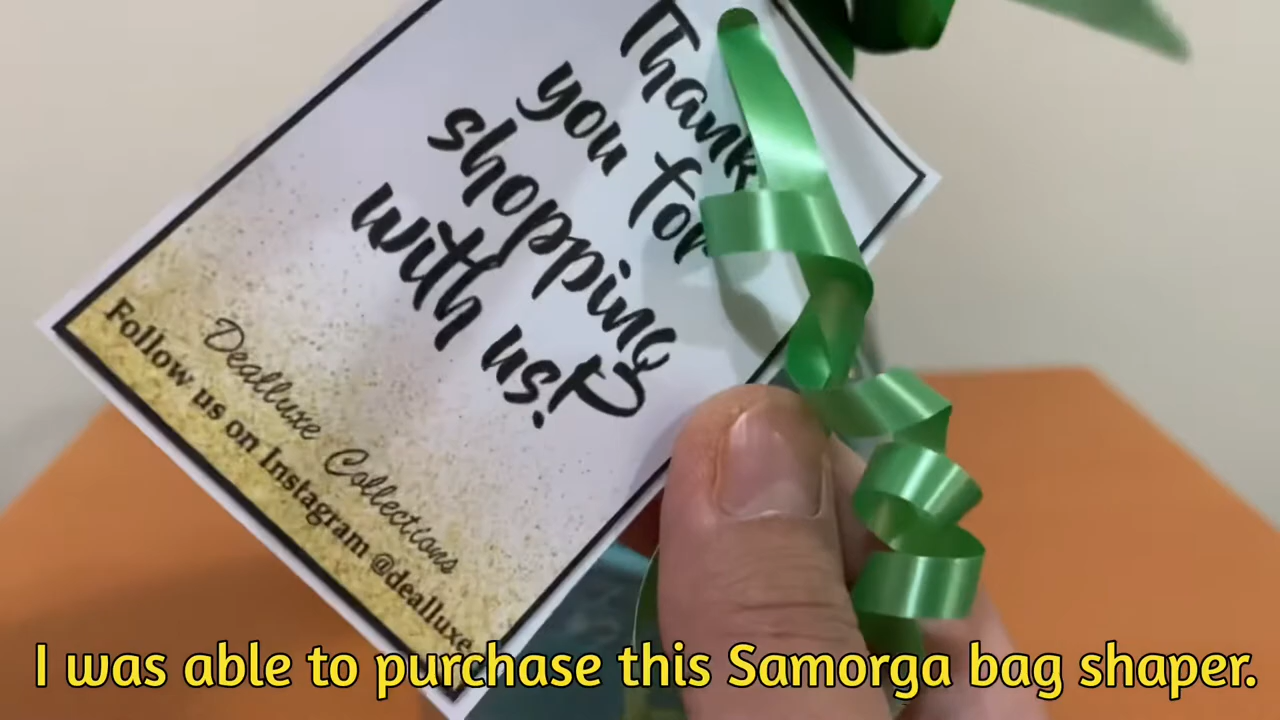 Thank
you for
shopping
with us!
Dealluxe Collections
Follow us on Instagram @dealluxe
I was able to purchase this Samorga bag shaper.